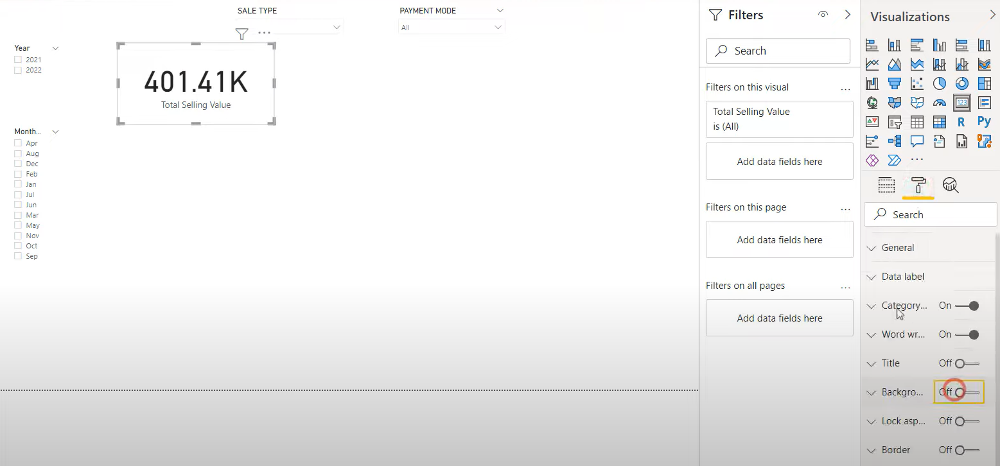 SALE TYPE
PAYMENT MODE
All
Year
2021
2022
401.41K
Total Selling Value
Month...
Apr
Aug
Dec
Feb
Jan
Jul
Jun
Mar
May
Nov
Oct
Sep
Filters
Search
Filters on this visual ...
Total Selling Value
is (All)
Add data fields here
Filters on this page ...
Add data fields here
Filters on all pages ...
Add data fields here
Visualizations
123
R Py
...
Search
General
Data label
Category... On
Word wr... On
Title Off
Backgro... Off
Lock asp... Off
Border Off